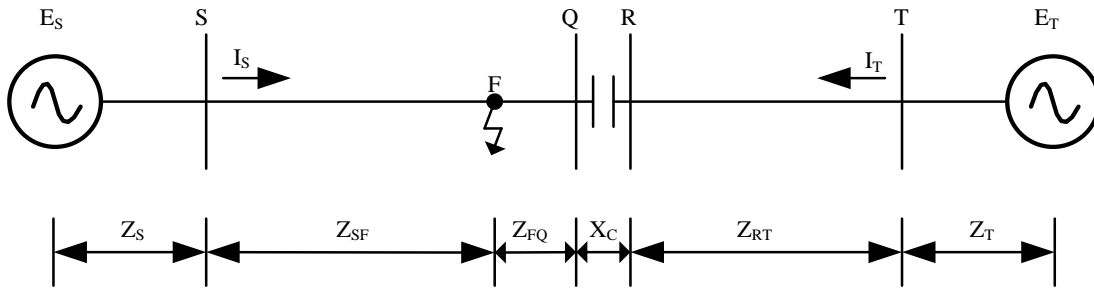 E_S S Q R T E_T
I_S I_T
F
Z_S Z_SF Z_FQ X_C Z_RT Z_T